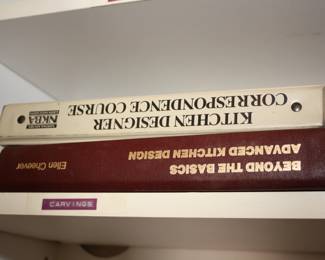 KITCHEN DESIGNER
CORRESPONDENCE COURSE
NKBA
BEYOND THE BASICS
ADVANCED KITCHEN DESIGN
Ellen Cheever
CARVINGS